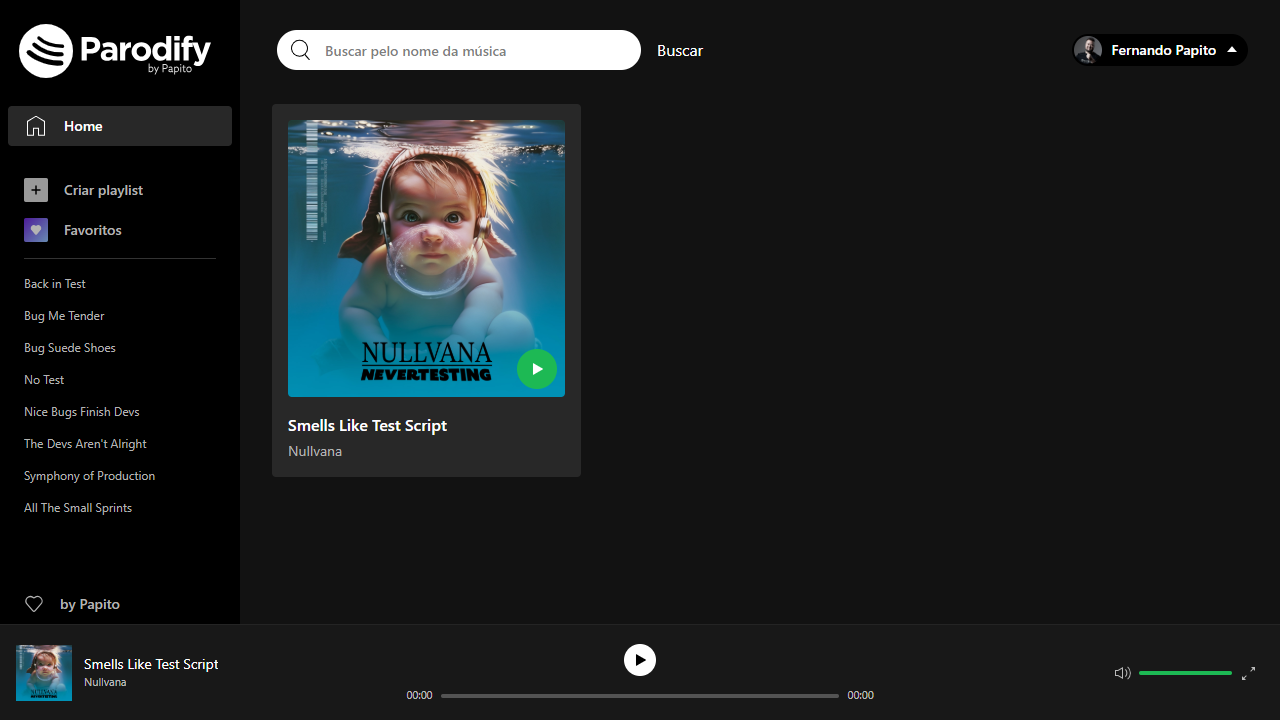 Parodify
by Papito
Buscar pelo nome da música
Buscar
Fernando Papito
Home
Criar playlist
Favoritos
Back in Test
Bug Me Tender
Bug Suede Shoes
No Test
Nice Bugs Finish Devs
The Devs Aren't Alright
Symphony of Production
All The Small Sprints
by Papito
NULLVANA
NEVERTESTING
Smells Like Test Script
Nullvana
Smells Like Test Script
Nullvana
00:00
00:00